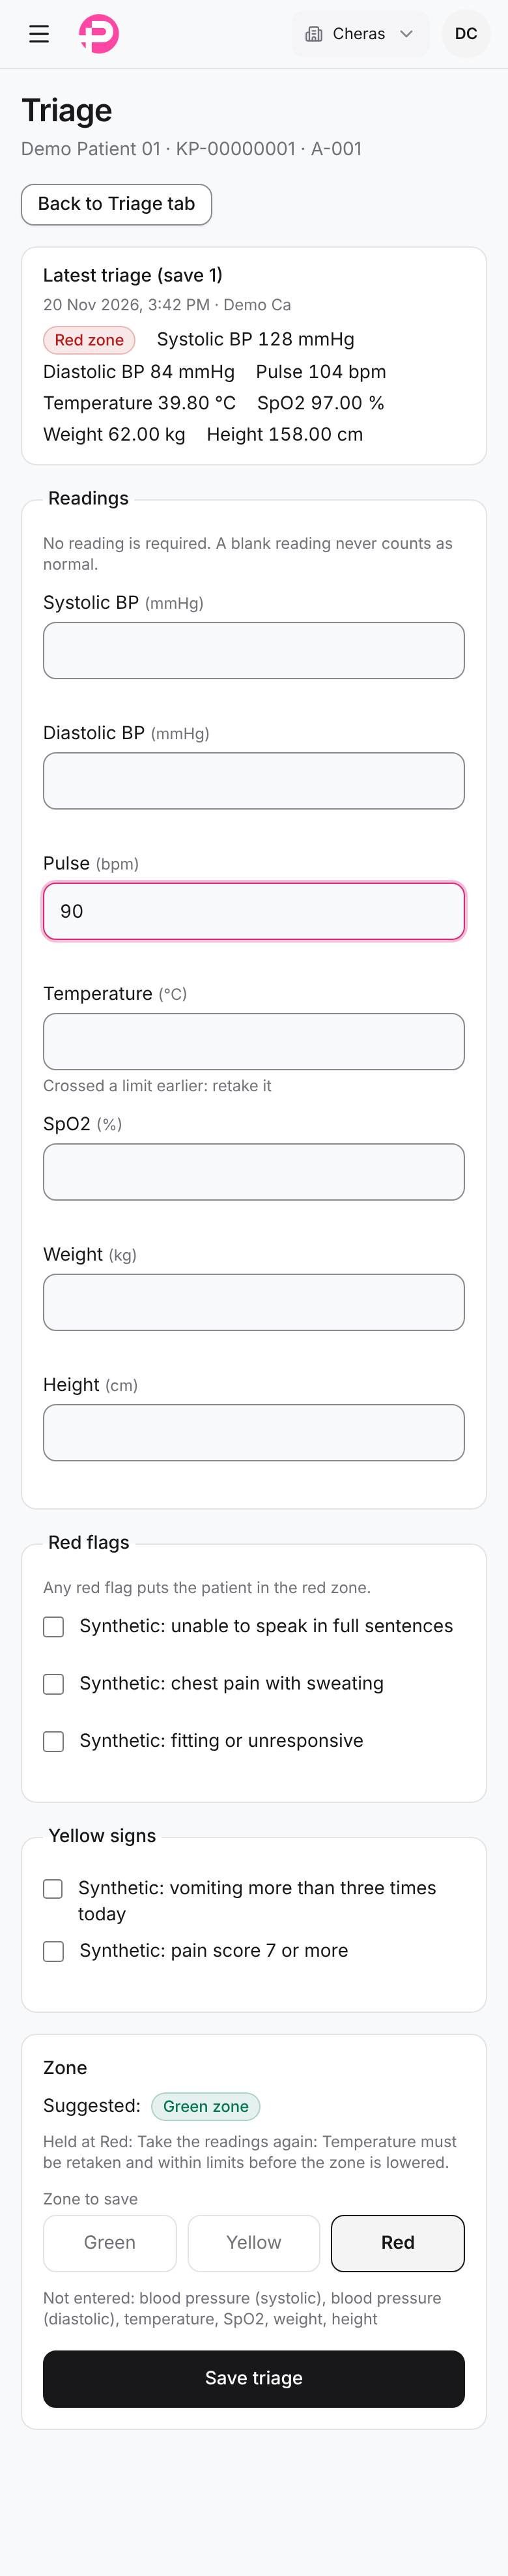 Cheras
DC
Triage
Demo Patient 01 · KP-00000001 · A-001
Back to Triage tab
Latest triage (save 1)
20 Nov 2026, 3:42 PM · Demo Ca
Red zone Systolic BP 128 mmHg
Diastolic BP 84 mmHg Pulse 104 bpm
Temperature 39.80 °C SpO2 97.00 %
Weight 62.00 kg Height 158.00 cm
Readings
No reading is required. A blank reading never counts as
normal.
Systolic BP (mmHg)
Diastolic BP (mmHg)
Pulse (bpm)
90
Temperature (°C)
Crossed a limit earlier: retake it
SpO2 (%)
Weight (kg)
Height (cm)
Red flags
Any red flag puts the patient in the red zone.
Synthetic: unable to speak in full sentences
Synthetic: chest pain with sweating
Synthetic: fitting or unresponsive
Yellow signs
Synthetic: vomiting more than three times
today
Synthetic: pain score 7 or more
Zone
Suggested: Green zone
Held at Red: Take the readings again: Temperature must
be retaken and within limits before the zone is lowered.
Zone to save
Green Yellow Red
Not entered: blood pressure (systolic), blood pressure
(diastolic), temperature, SpO2, weight, height
Save triage